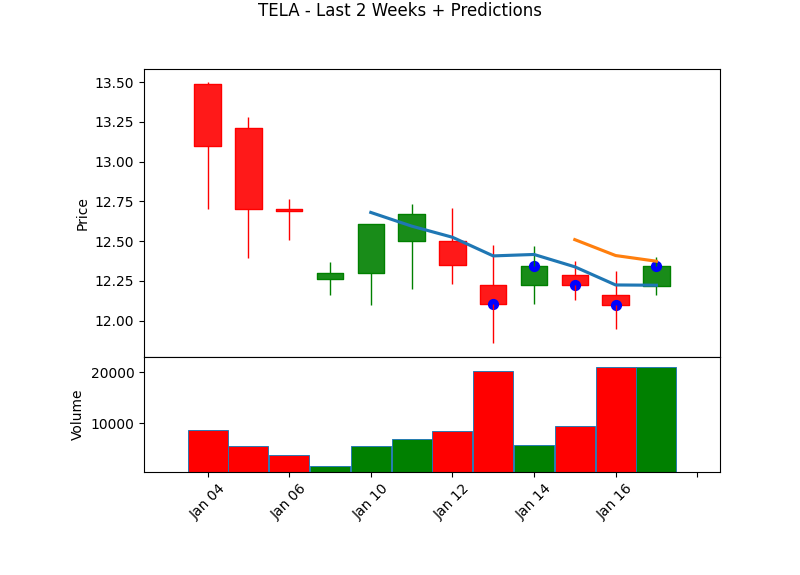 TELA - Last 2 Weeks + Predictions
13.50
13.25
13.00
12.75
12.50
12.25
12.00
Price
20000
10000
Volume
Jan 04
Jan 06
Jan 10
Jan 12
Jan 14
Jan 16